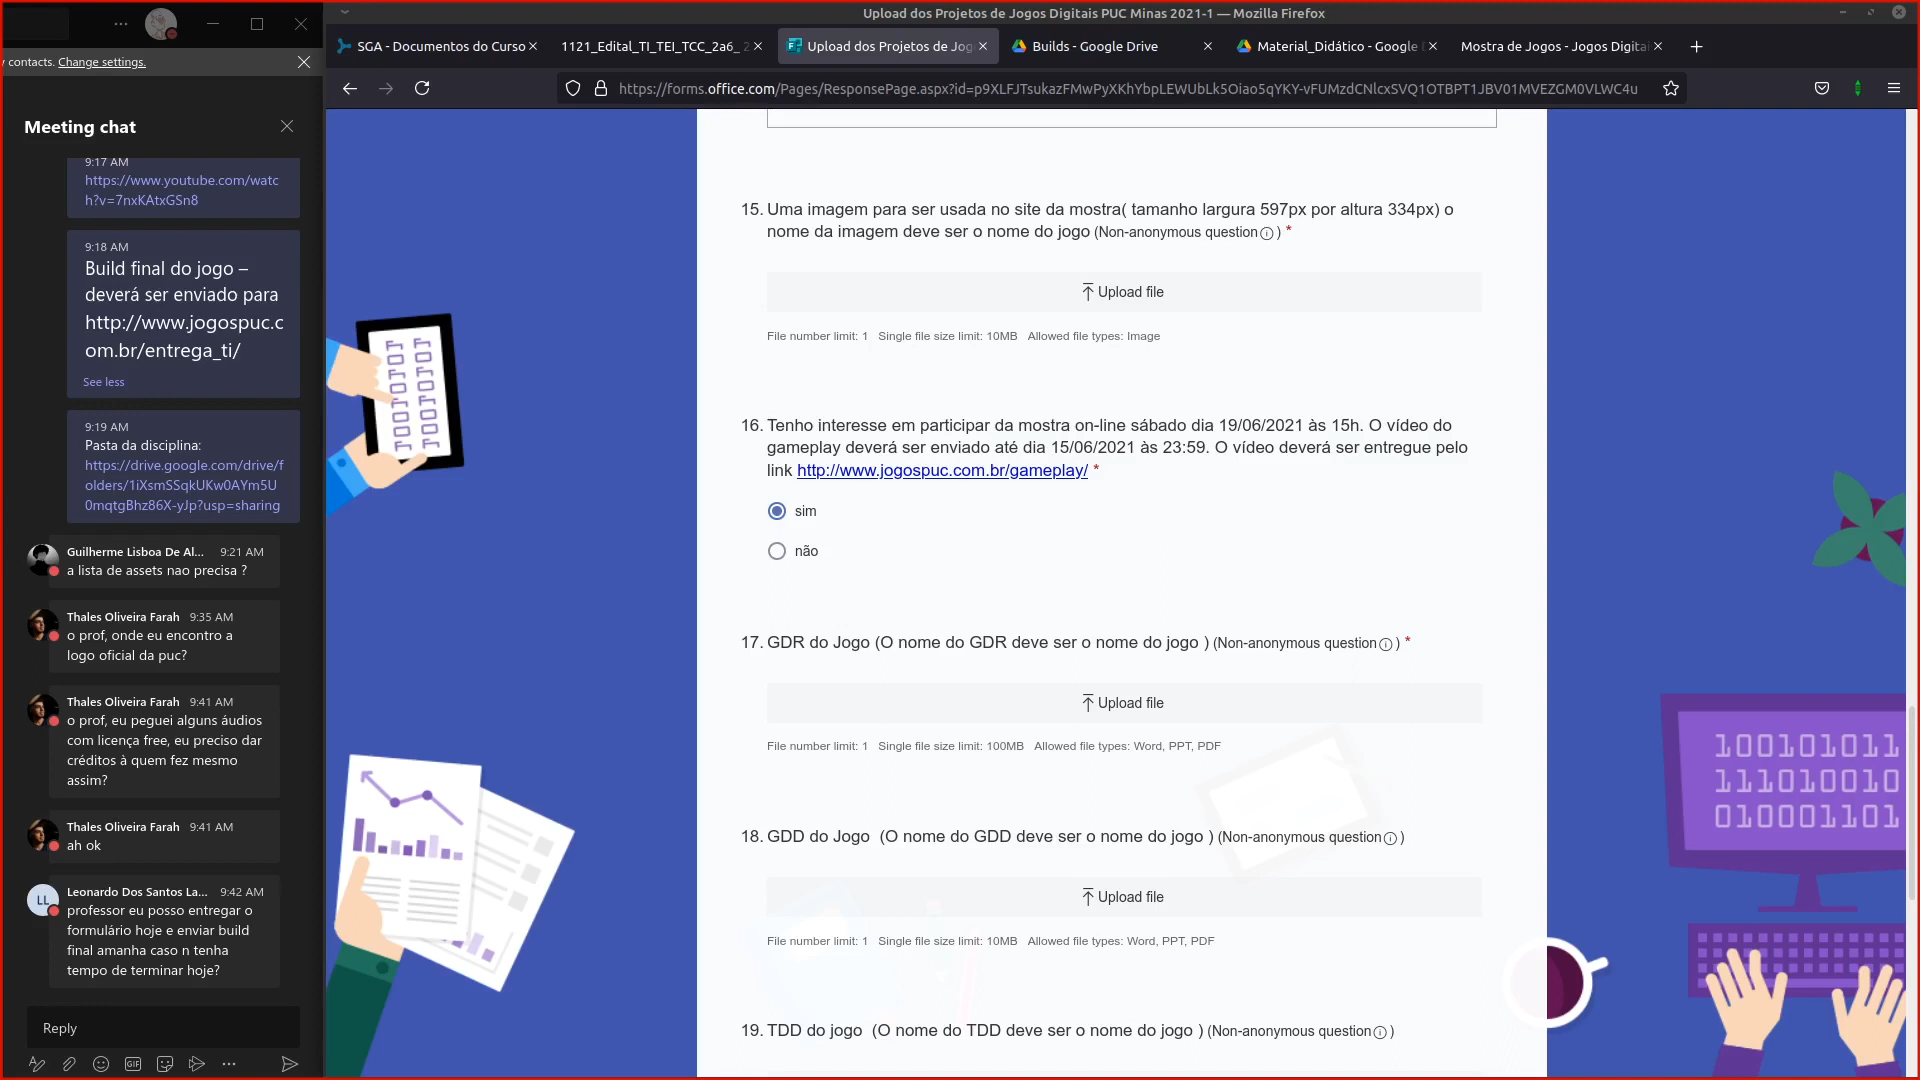 Upload dos Projetos de Jogos Digitais PUC Minas 2021-1 — Mozilla Firefox
SGA - Documentos do Curso
1121_Edital_TI_TEI_TCC_2a6_ 2
Upload dos Projetos de Jog
Builds - Google Drive
Material_Didático - Google D
Mostra de Jogos - Jogos Digitai
https://forms.office.com/Pages/ResponsePage.aspx?id=p9XLFJTsukazFMwPyXKhYbpLEWUbLk5Oiao5qYKY-vFUMzdCNlcxSVQ1OTBPT1JBV01MVEZGM0VLWC4u
y contacts. Change settings.
Meeting chat
9:17 AM
https://www.youtube.com/watc
h?v=7nxKAtxGSn8
9:18 AM
Build final do jogo –
deverá ser enviado para
http://www.jogospuc.c
om.br/entrega_ti/
See less
9:19 AM
Pasta da disciplina:
https://drive.google.com/drive/f
olders/1iXsmSSqkUKw0AYm5U
0mqtgBhz86X-yJp?usp=sharing
Guilherme Lisboa De Al... 9:21 AM
a lista de assets nao precisa ?
Thales Oliveira Farah 9:35 AM
o prof, onde eu encontro a
logo oficial da puc?
Thales Oliveira Farah 9:41 AM
o prof, eu peguei alguns áudios
com licença free, eu preciso dar
créditos à quem fez mesmo
assim?
Thales Oliveira Farah 9:41 AM
ah ok
LL
Leonardo Dos Santos La... 9:42 AM
professor eu posso entregar o
formulário hoje e enviar build
final amanha caso n tenha
tempo de terminar hoje?
Reply
GIF
15. Uma imagem para ser usada no site da mostra( tamanho largura 597px por altura 334px) o
nome da imagem deve ser o nome do jogo (Non-anonymous question ) *
Upload file
File number limit: 1 Single file size limit: 10MB Allowed file types: Image
16. Tenho interesse em participar da mostra on-line sábado dia 19/06/2021 às 15h. O vídeo do
gameplay deverá ser enviado até dia 15/06/2021 às 23:59. O vídeo deverá ser entregue pelo
link http://www.jogospuc.com.br/gameplay/ *
sim
não
17. GDR do Jogo (O nome do GDR deve ser o nome do jogo ) (Non-anonymous question ) *
Upload file
File number limit: 1 Single file size limit: 100MB Allowed file types: Word, PPT, PDF
18. GDD do Jogo (O nome do GDD deve ser o nome do jogo ) (Non-anonymous question )
Upload file
File number limit: 1 Single file size limit: 10MB Allowed file types: Word, PPT, PDF
19. TDD do jogo (O nome do TDD deve ser o nome do jogo ) (Non-anonymous question )
100101011
111010010
010001101